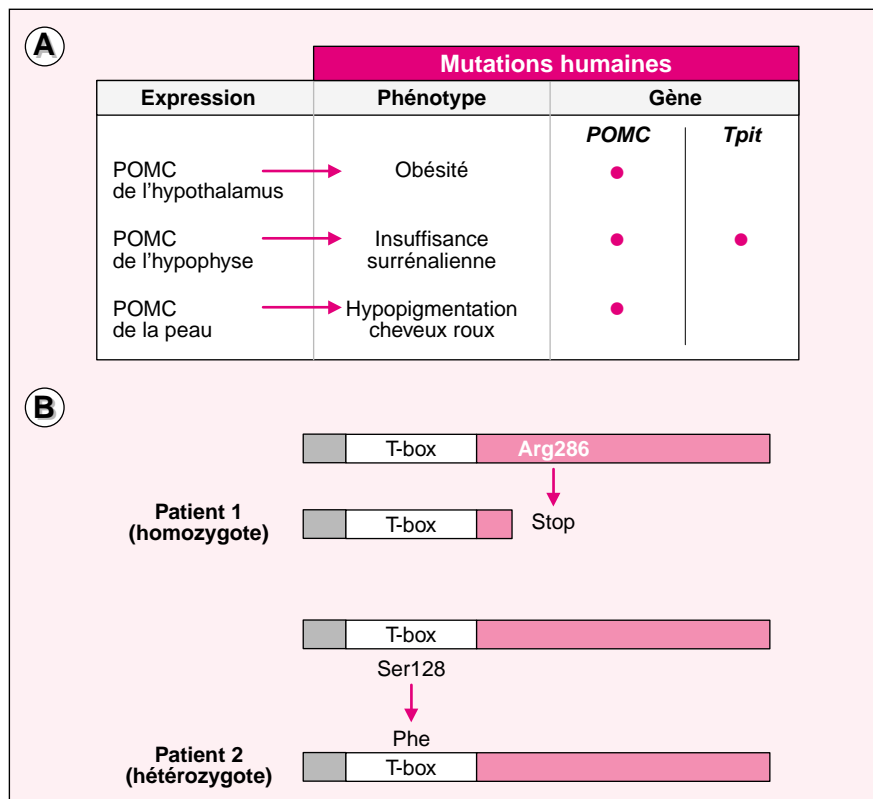 A
Mutations humaines
Expression Phénotype Gène
POMC Tpit
POMC
de l'hypothalamus
Obésité
POMC
de l'hypophyse
Insuffisance
surrénalienne
POMC
de la peau
Hypopigmentation
cheveux roux
B
T-box Arg286
Patient 1
(homozygote)
T-box
Stop
T-box
Ser128
Phe
Patient 2
(hétérozygote)
T-box